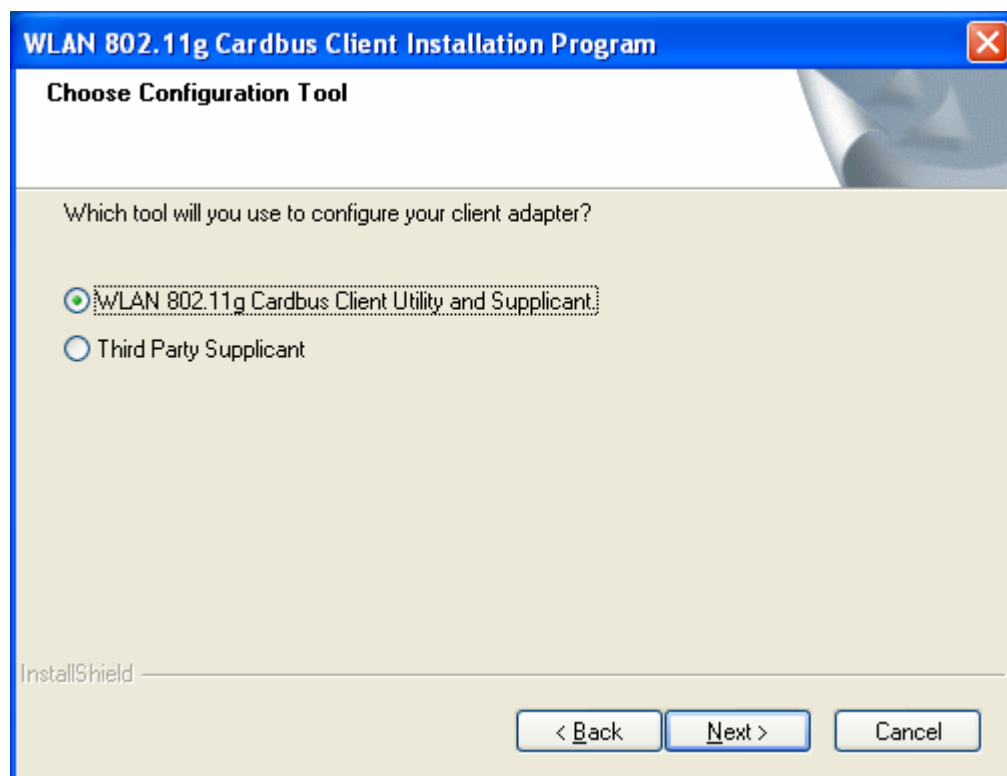 WLAN 802.11g Cardbus Client Installation Program
Choose Configuration Tool
Which tool will you use to configure your client adapter?
WLAN 802.11g Cardbus Client Utility and Supplicant.
Third Party Supplicant
InstallShield
< Back Next > Cancel